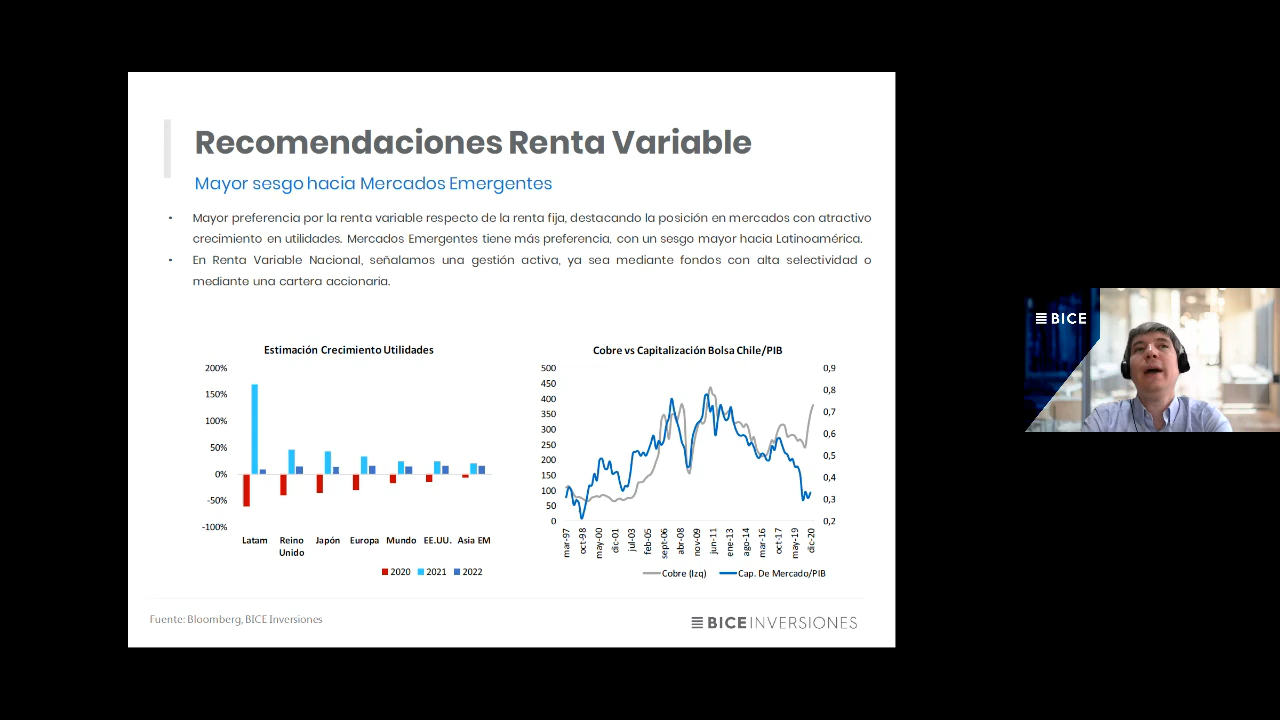 Recomendaciones Renta Variable
Mayor sesgo hacia Mercados Emergentes
• Mayor preferencia por la renta variable respecto de la renta fija, destacando la posición en mercados con atractivo
crecimiento en utilidades. Mercados Emergentes tiene más preferencia, con un sesgo mayor hacia Latinoamérica.
• En Renta Variable Nacional, señalamos una gestión activa, ya sea mediante fondos con alta selectividad o
mediante una cartera accionaria.
Estimación Crecimiento Utilidades
200%
150%
100%
50%
0%
-50%
-100%
Latam Reino Unido Japón Europa Mundo EE.UU. Asia EM
2020 2021 2022
Cobre vs Capitalización Bolsa Chile/PIB
500
450
400
350
300
250
200
150
100
50
0
0,9
0,8
0,7
0,6
0,5
0,4
0,3
0,2
mar-97 oct-98 may-00 dic-01 jul-03 feb-05 sept-06 abr-08 nov-09 jun-11 ene-13 ago-14 mar-16 oct-17 may-19 dic-20
Cobre (Izq) Cap. De Mercado/PIB
Fuente: Bloomberg, BICE Inversiones
BICEINVERSIONES
BICE